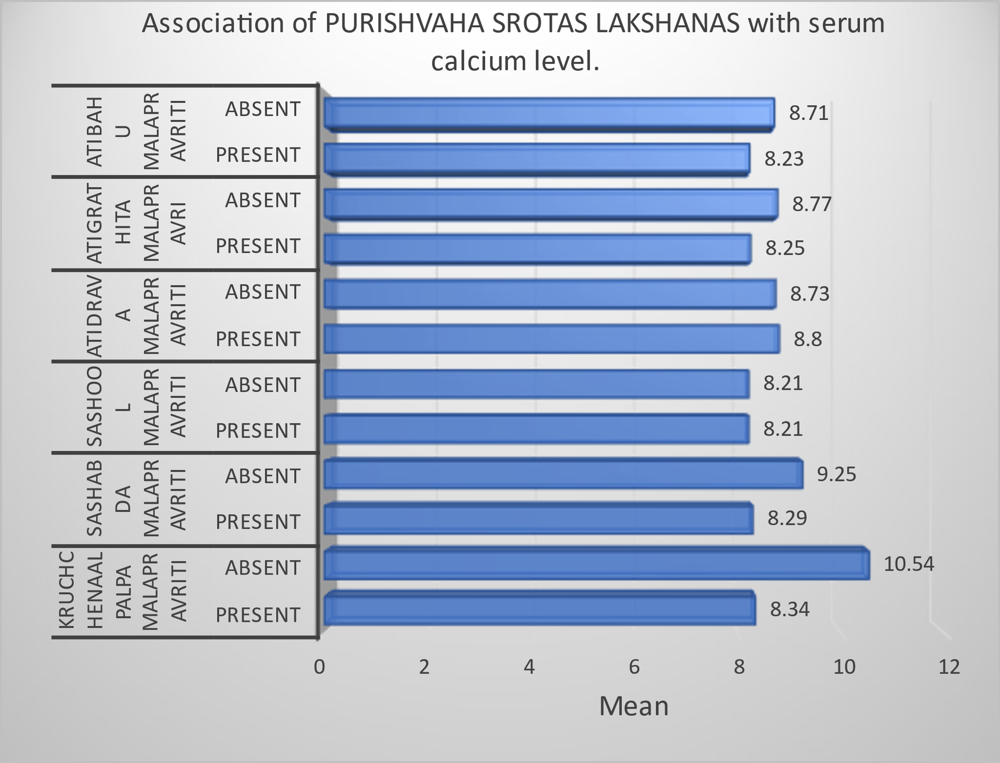 Association of PURISHVAHA SROTAS LAKSHANAS with serum
calcium level.
ATIBAH
U
MALAPR
AVRITI
ABSENT
8.71
PRESENT
8.23
ATIGRAT
HITA
MALAPR
AVRI
ABSENT
8.77
PRESENT
8.25
ATIDRAV
A
MALAPR
AVRITI
ABSENT
8.73
PRESENT
8.8
SASHOO
L
MALAPR
AVRITI
ABSENT
8.21
PRESENT
8.21
SASHAB
DA
MALAPR
AVRITI
ABSENT
9.25
PRESENT
8.29
KRUCHC
HENAAL
PALPA
MALAPR
AVRITI
ABSENT
10.54
PRESENT
8.34
0 2 4 6 8 10 12
Mean